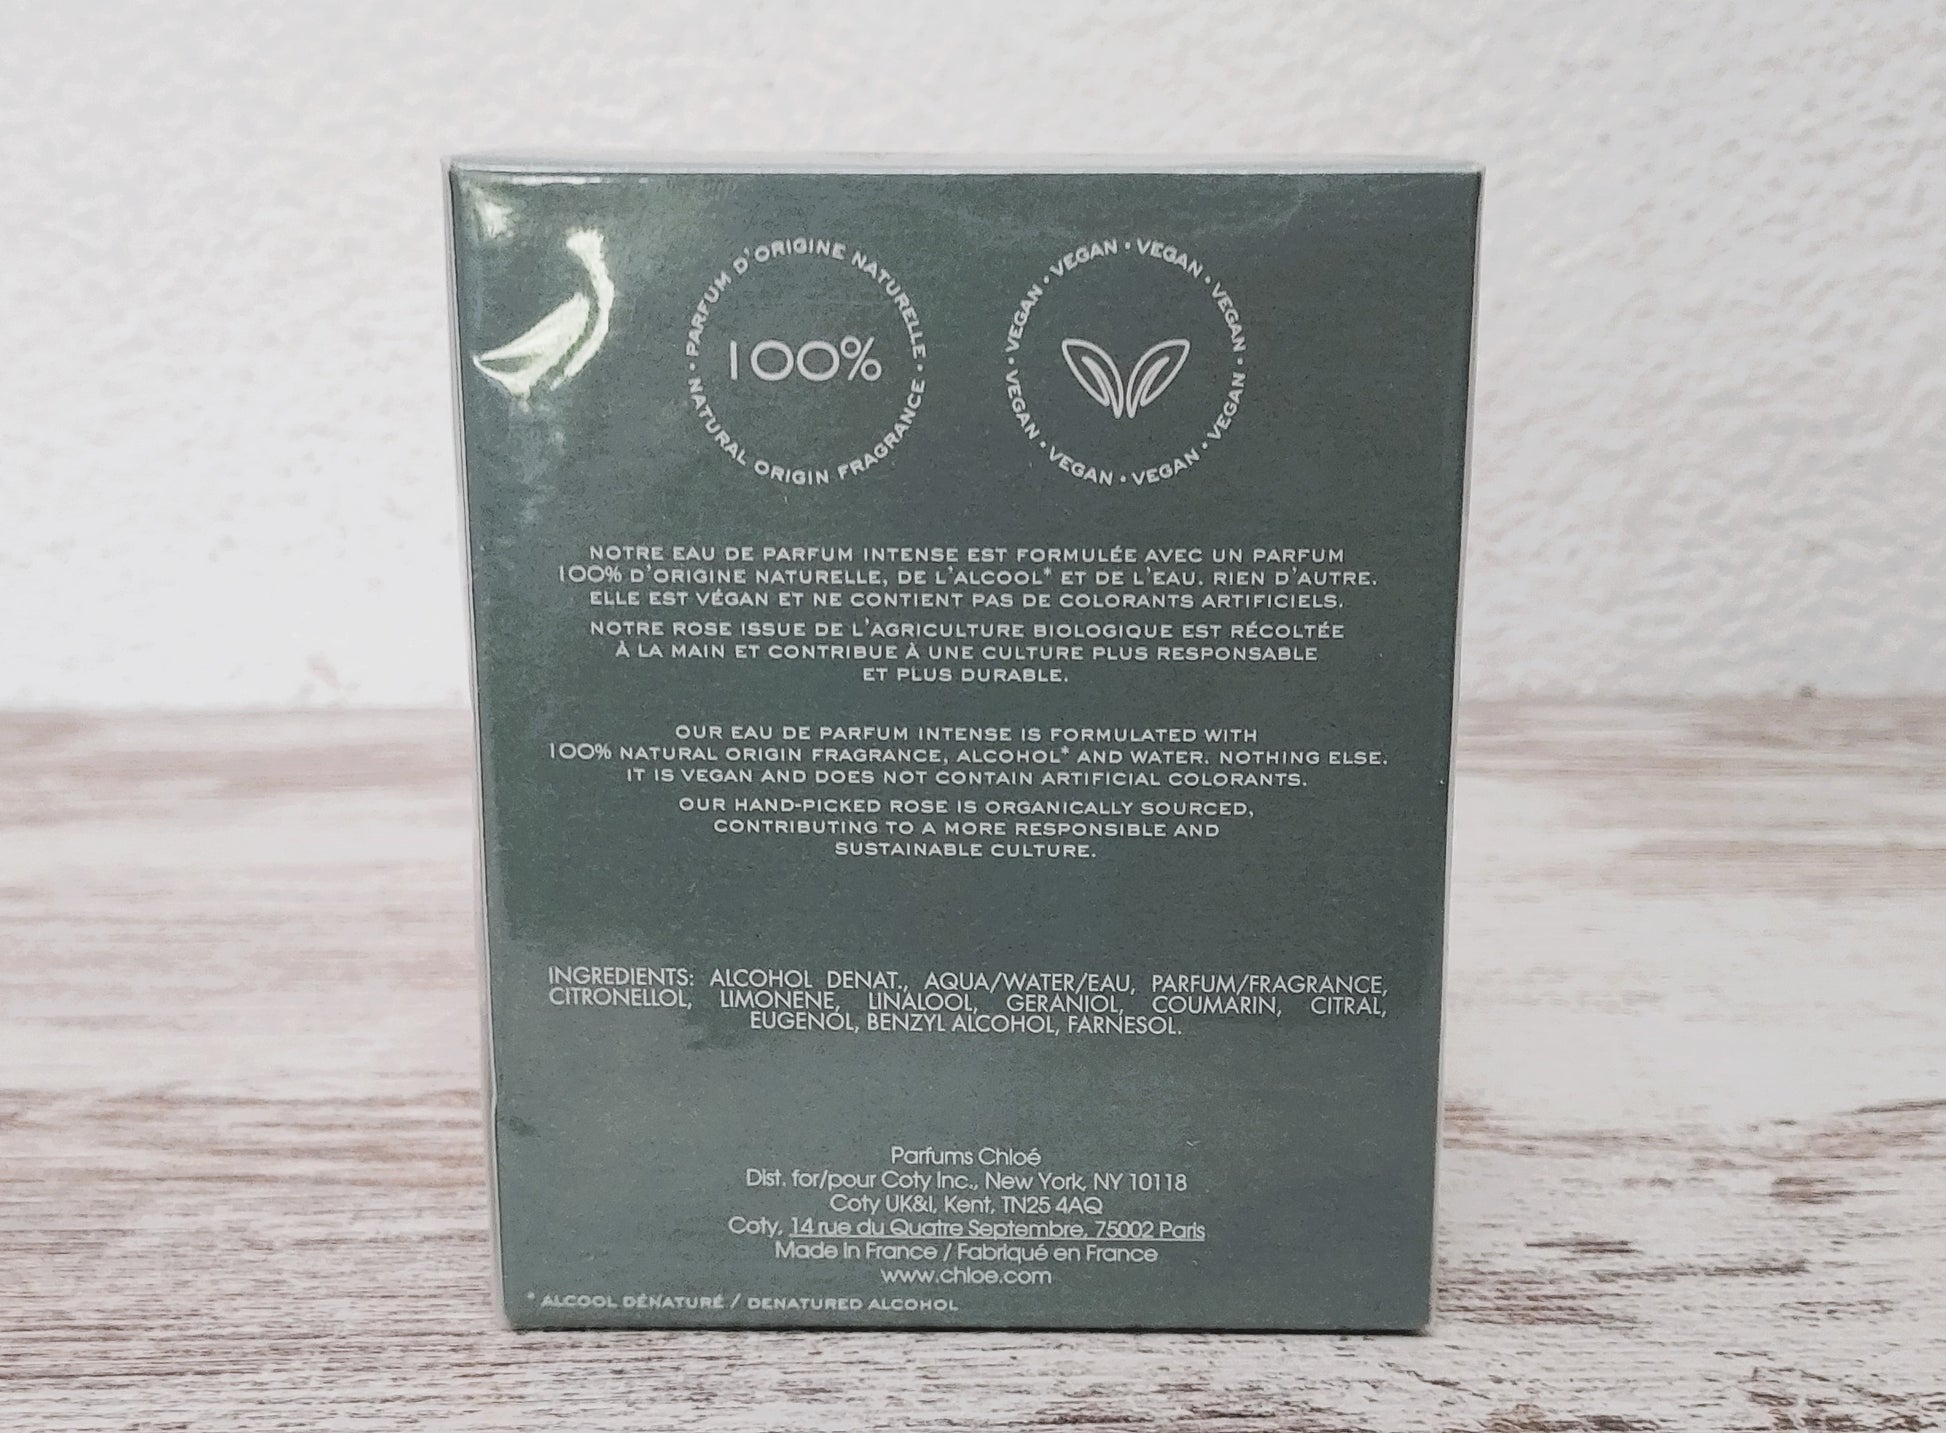 • PARFUM D'ORIGINE NATURELLE •
NATURAL ORIGIN FRAGRANCE
100%
VEGAN • VEGAN • VEGAN • VEGAN • VEGAN • VEGAN • VEGAN • VEGAN •
NOTRE EAU DE PARFUM INTENSE EST FORMULÉE AVEC UN PARFUM
100% D'ORIGINE NATURELLE, DE L'ALCOOL* ET DE L'EAU. RIEN D'AUTRE.
ELLE EST VÉGAN ET NE CONTIENT PAS DE COLORANTS ARTIFICIELS.
NOTRE ROSE ISSUE DE L'AGRICULTURE BIOLOGIQUE EST RÉCOLTÉE
À LA MAIN ET CONTRIBUE À UNE CULTURE PLUS RESPONSABLE
ET PLUS DURABLE.
OUR EAU DE PARFUM INTENSE IS FORMULATED WITH
100% NATURAL ORIGIN FRAGRANCE, ALCOHOL* AND WATER. NOTHING ELSE.
IT IS VEGAN AND DOES NOT CONTAIN ARTIFICIAL COLORANTS.
OUR HAND-PICKED ROSE IS ORGANICALLY SOURCED,
CONTRIBUTING TO A MORE RESPONSIBLE AND
SUSTAINABLE CULTURE.
INGREDIENTS: ALCOHOL DENAT., AQUA/WATER/EAU, PARFUM/FRAGRANCE,
CITRONELLOL, LIMONENE, LINALOOL, GERANIOL, COUMARIN, CITRAL,
EUGENOL, BENZYL ALCOHOL, FARNESOL.
Parfums Chloé
Dist. for/pour Coty Inc., New York, NY 10118
Coty UK&I, Kent, TN25 4AQ
Coty, 14 rue du Quatre Septembre, 75002 Paris
Made in France / Fabriqué en France
www.chloe.com
* ALCOOL DÉNATURÉ / DENATURED ALCOHOL